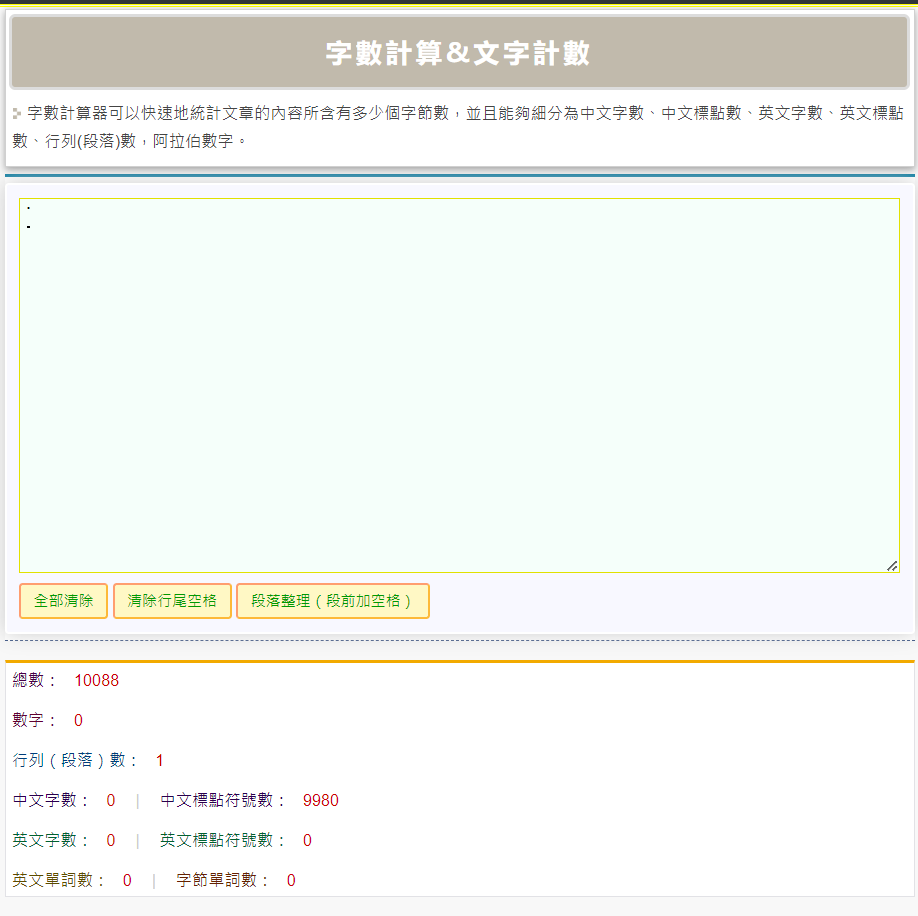 字數計算&文字計數
字數計算器可以快速地統計文章的內容所含有多少個字節數，並且能夠細分為中文字數、中文標點數、英文字數、英文標點
數、行列(段落)數，阿拉伯數字。
全部清除 清除行尾空格 段落整理（段前加空格）
總數： 10088
數字： 0
行列（段落）數： 1
中文字數： 0 | 中文標點符號數： 9980
英文字數： 0 | 英文標點符號數： 0
英文單詞數： 0 | 字節單詞數： 0